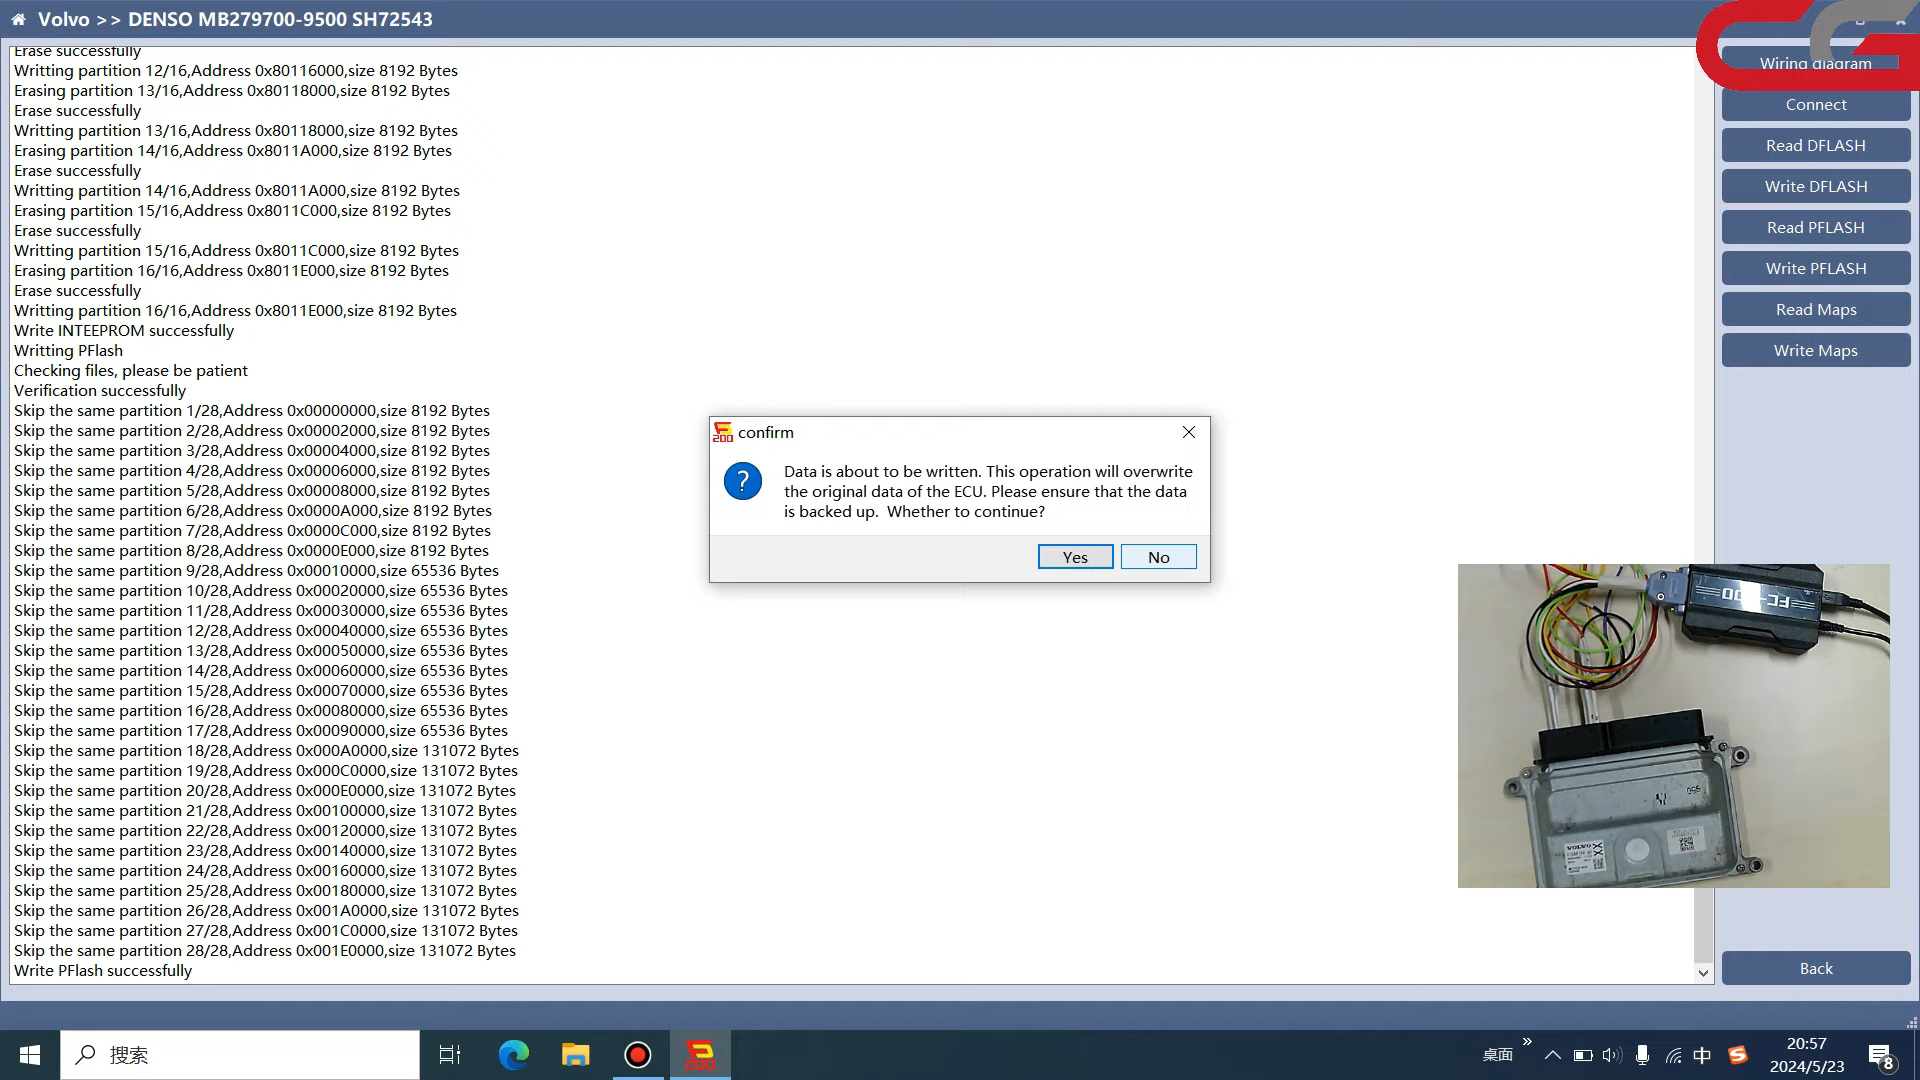 Volvo >> DENSO MB279700-9500 SH72543
Erase successfully
Writting partition 12/16,Address 0x80116000,size 8192 Bytes
Erasing partition 13/16,Address 0x80118000,size 8192 Bytes
Erase successfully
Writting partition 13/16,Address 0x80118000,size 8192 Bytes
Erasing partition 14/16,Address 0x8011A000,size 8192 Bytes
Erase successfully
Writting partition 14/16,Address 0x8011A000,size 8192 Bytes
Erasing partition 15/16,Address 0x8011C000,size 8192 Bytes
Erase successfully
Writting partition 15/16,Address 0x8011C000,size 8192 Bytes
Erasing partition 16/16,Address 0x8011E000,size 8192 Bytes
Erase successfully
Writting partition 16/16,Address 0x8011E000,size 8192 Bytes
Write INTEEPROM successfully
Writting PFlash
Checking files, please be patient
Verification successfully
Skip the same partition 1/28,Address 0x00000000,size 8192 Bytes
Skip the same partition 2/28,Address 0x00002000,size 8192 Bytes
Skip the same partition 3/28,Address 0x00004000,size 8192 Bytes
Skip the same partition 4/28,Address 0x00006000,size 8192 Bytes
Skip the same partition 5/28,Address 0x00008000,size 8192 Bytes
Skip the same partition 6/28,Address 0x0000A000,size 8192 Bytes
Skip the same partition 7/28,Address 0x0000C000,size 8192 Bytes
Skip the same partition 8/28,Address 0x0000E000,size 8192 Bytes
Skip the same partition 9/28,Address 0x00010000,size 65536 Bytes
Skip the same partition 10/28,Address 0x00020000,size 65536 Bytes
Skip the same partition 11/28,Address 0x00030000,size 65536 Bytes
Skip the same partition 12/28,Address 0x00040000,size 65536 Bytes
Skip the same partition 13/28,Address 0x00050000,size 65536 Bytes
Skip the same partition 14/28,Address 0x00060000,size 65536 Bytes
Skip the same partition 15/28,Address 0x00070000,size 65536 Bytes
Skip the same partition 16/28,Address 0x00080000,size 65536 Bytes
Skip the same partition 17/28,Address 0x00090000,size 65536 Bytes
Skip the same partition 18/28,Address 0x000A0000,size 131072 Bytes
Skip the same partition 19/28,Address 0x000C0000,size 131072 Bytes
Skip the same partition 20/28,Address 0x000E0000,size 131072 Bytes
Skip the same partition 21/28,Address 0x00100000,size 131072 Bytes
Skip the same partition 22/28,Address 0x00120000,size 131072 Bytes
Skip the same partition 23/28,Address 0x00140000,size 131072 Bytes
Skip the same partition 24/28,Address 0x00160000,size 131072 Bytes
Skip the same partition 25/28,Address 0x00180000,size 131072 Bytes
Skip the same partition 26/28,Address 0x001A0000,size 131072 Bytes
Skip the same partition 27/28,Address 0x001C0000,size 131072 Bytes
Skip the same partition 28/28,Address 0x001E0000,size 131072 Bytes
Write PFlash successfully
confirm
Data is about to be written. This operation will overwrite
the original data of the ECU. Please ensure that the data
is backed up.  Whether to continue?
Yes
No
CG
Wiring diagram
Connect
Read DFLASH
Write DFLASH
Read PFLASH
Write PFLASH
Read Maps
Write Maps
FC-200
VOLVO
Back
搜索
200
桌面
中
20:57
2024/5/23
8